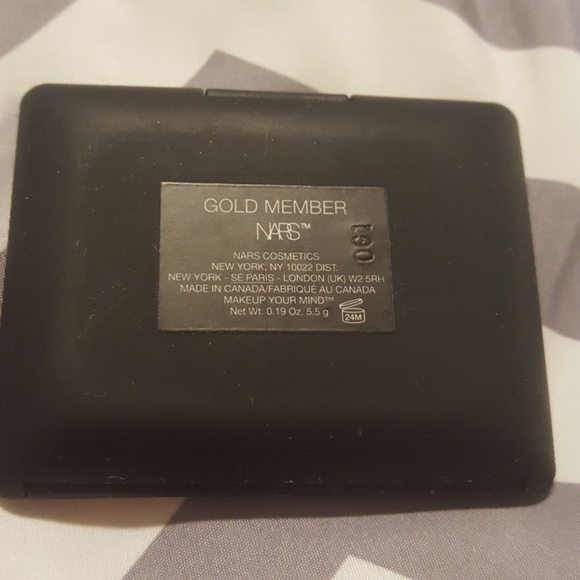 GOLD MEMBER
NARS™
NARS COSMETICS
NEW YORK, NY 10022 DIST.
NEW YORK - SE PARIS - LONDON (UK) W2 5RH
MADE IN CANADA/FABRIQUÉ AU CANADA
MAKEUP YOUR MIND™
Net Wt. 0.19 Oz. 5.5 g
24M
061